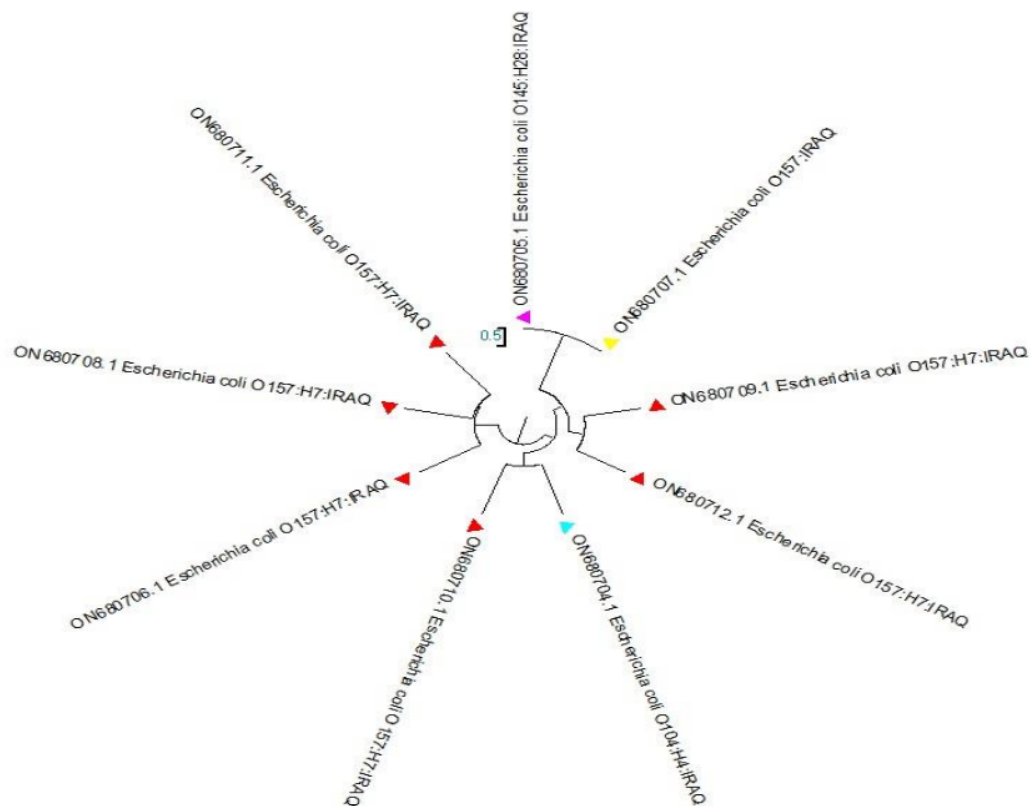 ON680705.1 Escherichia coli O145:H28:IRAQ
ON680707.1 Escherichia coli O157:IRAQ
ON680709.1 Escherichia coli O157:H7:IRAQ
ON680712.1 Escherichia coli O157:H7:IRAQ
ON680704.1 Escherichia coli O104:H4:IRAQ
ON680710.1 Escherichia coli O157:H7:IRAQ
ON680706.1 Escherichia coli O157:H7:IRAQ
ON680708.1 Escherichia coli O157:H7:IRAQ
ON680711.1 Escherichia coli O157:H7:IRAQ
0.5